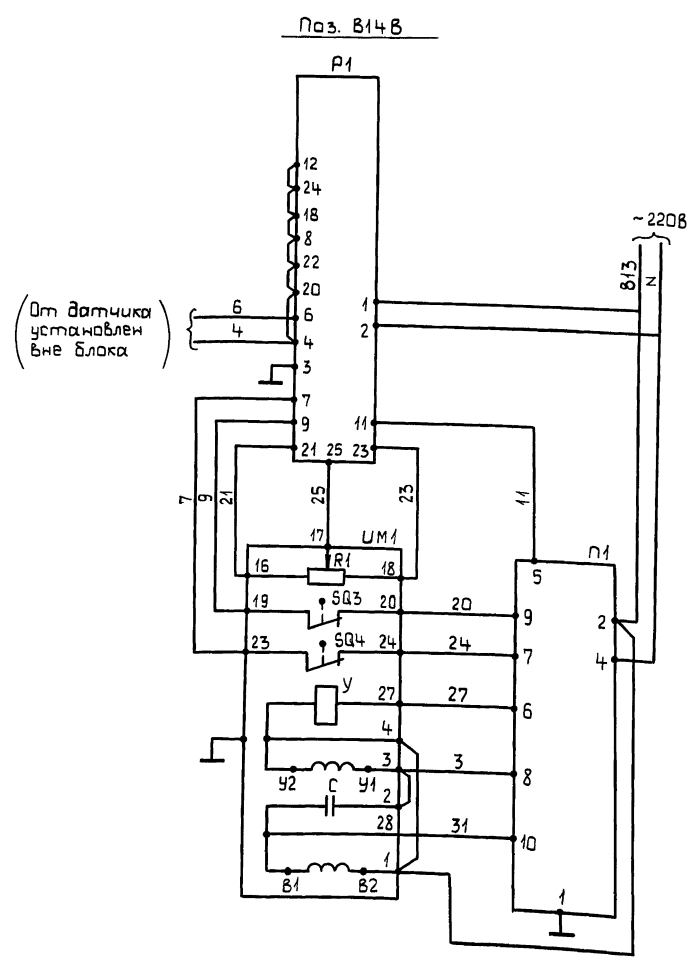 Поз. В14В
Р1
12
24
18
8
22
20
6
4
3
7
9
21 25 23
1
2
11
~220В
В13
N
От датчика
установлен
вне блока
6
4
7
9
21
25
23
11
17
ИМ1
16
R1
18
19
SQ3
20
20
23
SQ4
24
24
У
27
27
4
3
3
У2
У1
С
2
28
31
1
В1
В2
П1
5
9
2
7
4
6
8
10
1